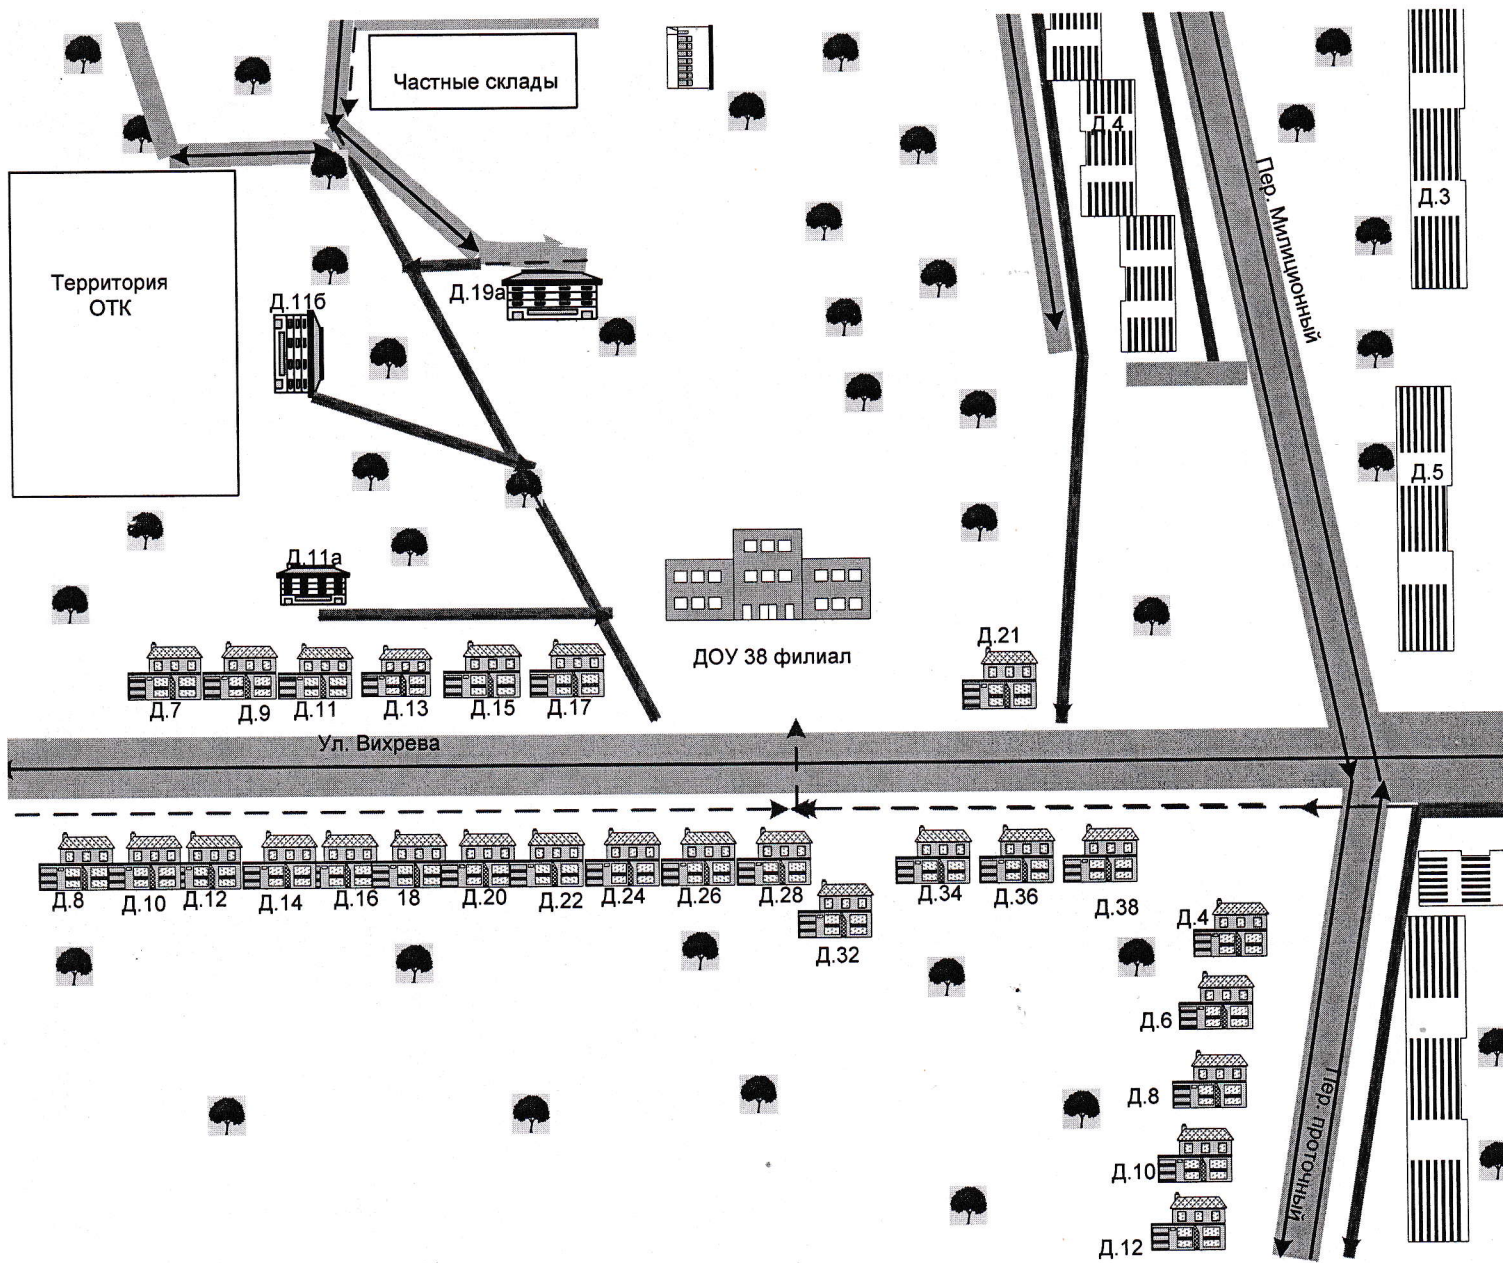 Частные склады
Д.4
Пер. Милиционный
Д.3
Территория
ОТК
Д.11б
Д.19а
Д.5
Д.11а
ДОУ 38 филиал
Д.21
Д.7
Д.9
Д.11
Д.13
Д.15
Д.17
Ул. Вихрева
Д.8
Д.10
Д.12
Д.14
Д.16
18
Д.20
Д.22
Д.24
Д.26
Д.28
Д.32
Д.34
Д.36
Д.38
Д.4
Д.6
Д.8
Д.10
Д.12
Пер. проточный